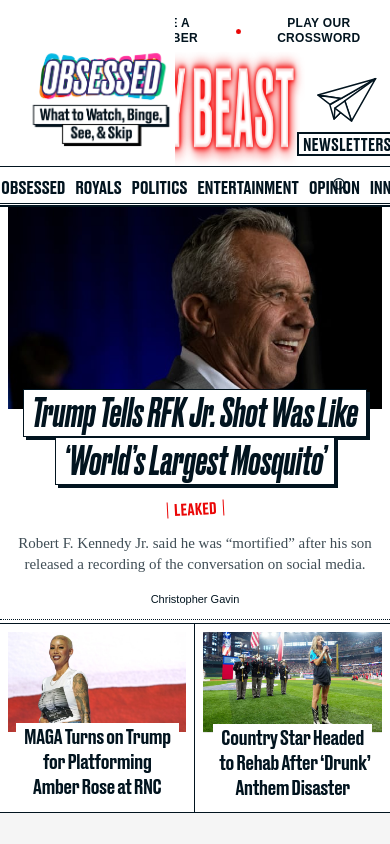 E A
PLAY OUR
BER
CROSSWORD
OBSESSED
What to Watch, Binge,
See, & Skip
Y BEAST
NEWSLETTERS
OBSESSED ROYALS POLITICS ENTERTAINMENT OPINION INN
Trump Tells RFK Jr. Shot Was Like
‘World’s Largest Mosquito’
LEAKED
Robert F. Kennedy Jr. said he was “mortified” after his son
released a recording of the conversation on social media.
Christopher Gavin
MAGA Turns on Trump
for Platforming
Amber Rose at RNC
Country Star Headed
to Rehab After ‘Drunk’
Anthem Disaster